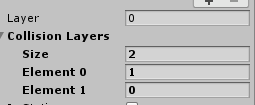 Layer 0
Collision Layers
Size 2
Element 0 1
Element 1 0